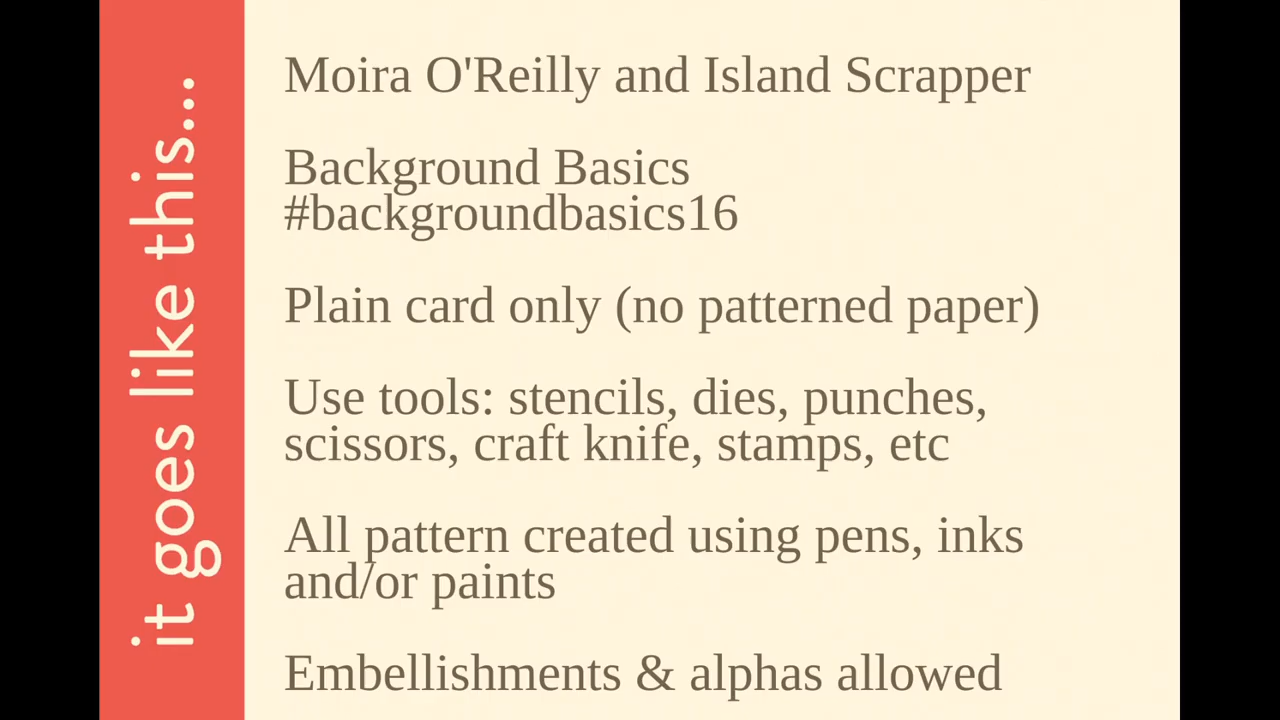 it goes like this...
Moira O'Reilly and Island Scrapper
Background Basics
#backgroundbasics16
Plain card only (no patterned paper)
Use tools: stencils, dies, punches,
scissors, craft knife, stamps, etc
All pattern created using pens, inks
and/or paints
Embellishments & alphas allowed